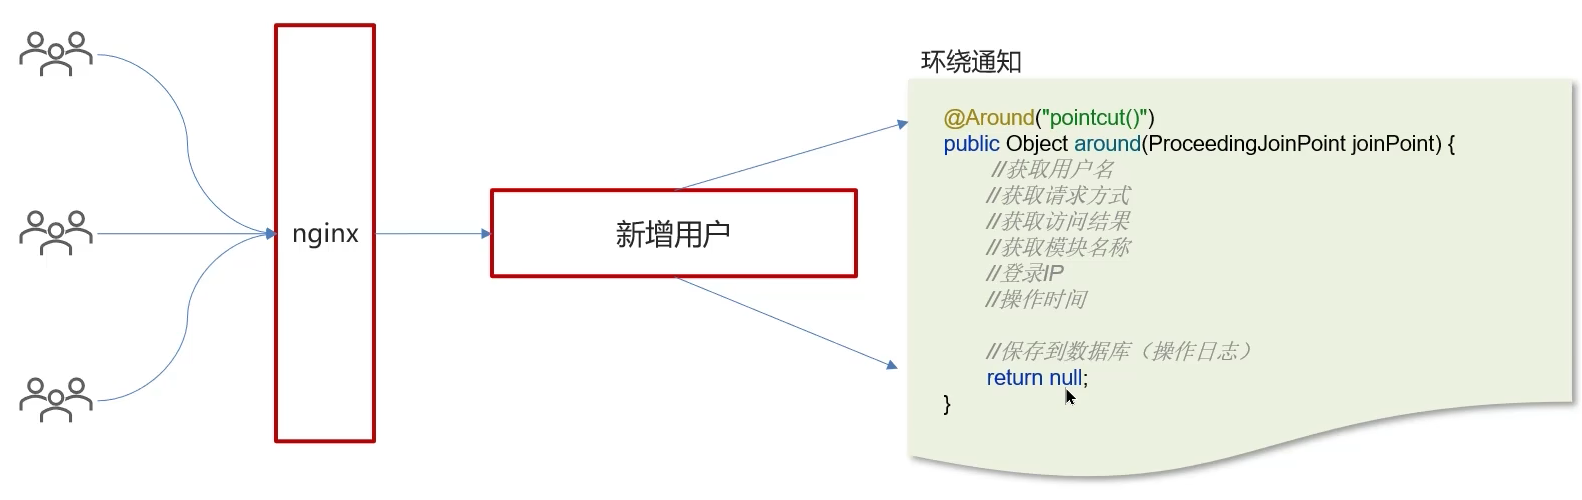 nginx
新增用户
环绕通知
@Around("pointcut()")
public Object around(ProceedingJoinPoint joinPoint) {
//获取用户名
//获取请求方式
//获取访问结果
//获取模块名称
//登录IP
//操作时间
//保存到数据库（操作日志）
return null;
}